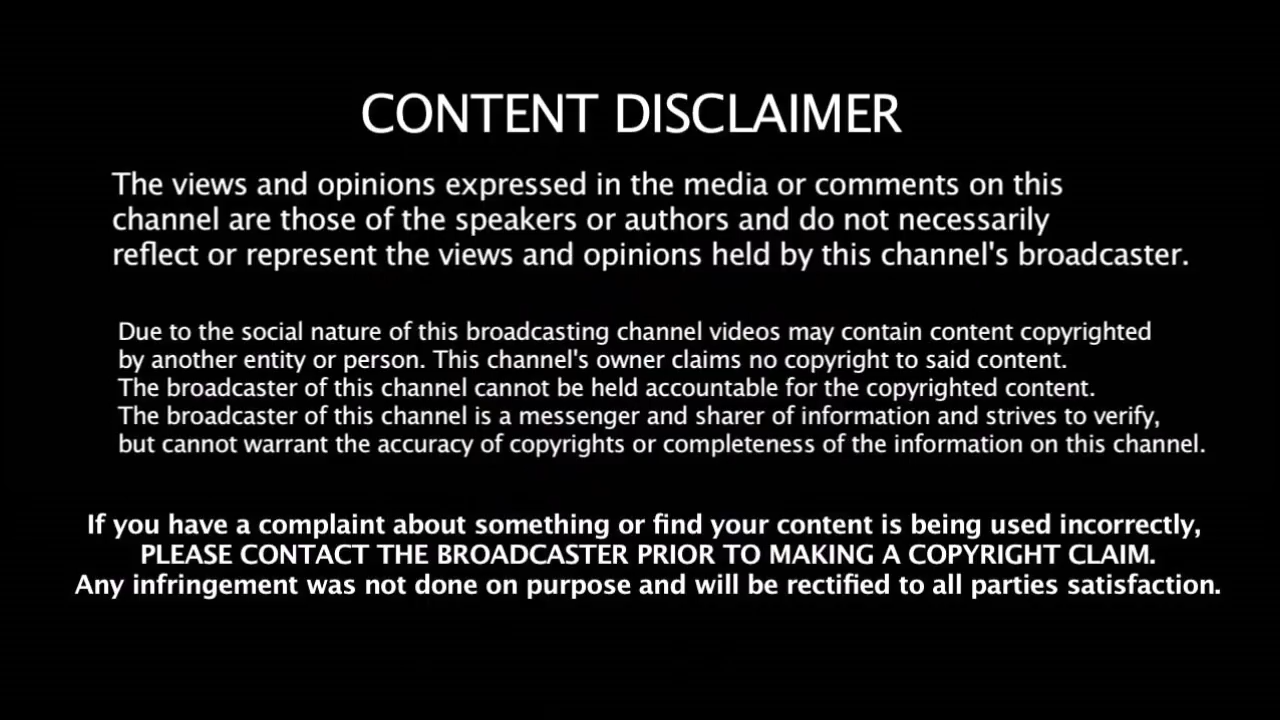 CONTENT DISCLAIMER
The views and opinions expressed in the media or comments on this
channel are those of the speakers or authors and do not necessarily
reflect or represent the views and opinions held by this channel's broadcaster.
Due to the social nature of this broadcasting channel videos may contain content copyrighted
by another entity or person. This channel's owner claims no copyright to said content.
The broadcaster of this channel cannot be held accountable for the copyrighted content.
The broadcaster of this channel is a messenger and sharer of information and strives to verify,
but cannot warrant the accuracy of copyrights or completeness of the information on this channel.
If you have a complaint about something or find your content is being used incorrectly,
PLEASE CONTACT THE BROADCASTER PRIOR TO MAKING A COPYRIGHT CLAIM.
Any infringement was not done on purpose and will be rectified to all parties satisfaction.